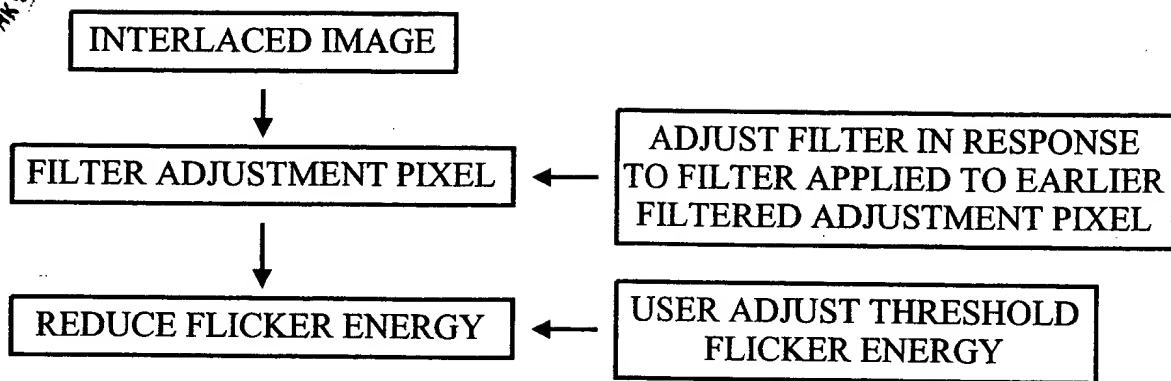 INTERLACED IMAGE
FILTER ADJUSTMENT PIXEL
ADJUST FILTER IN RESPONSE
TO FILTER APPLIED TO EARLIER
FILTERED ADJUSTMENT PIXEL
REDUCE FLICKER ENERGY
USER ADJUST THRESHOLD
FLICKER ENERGY